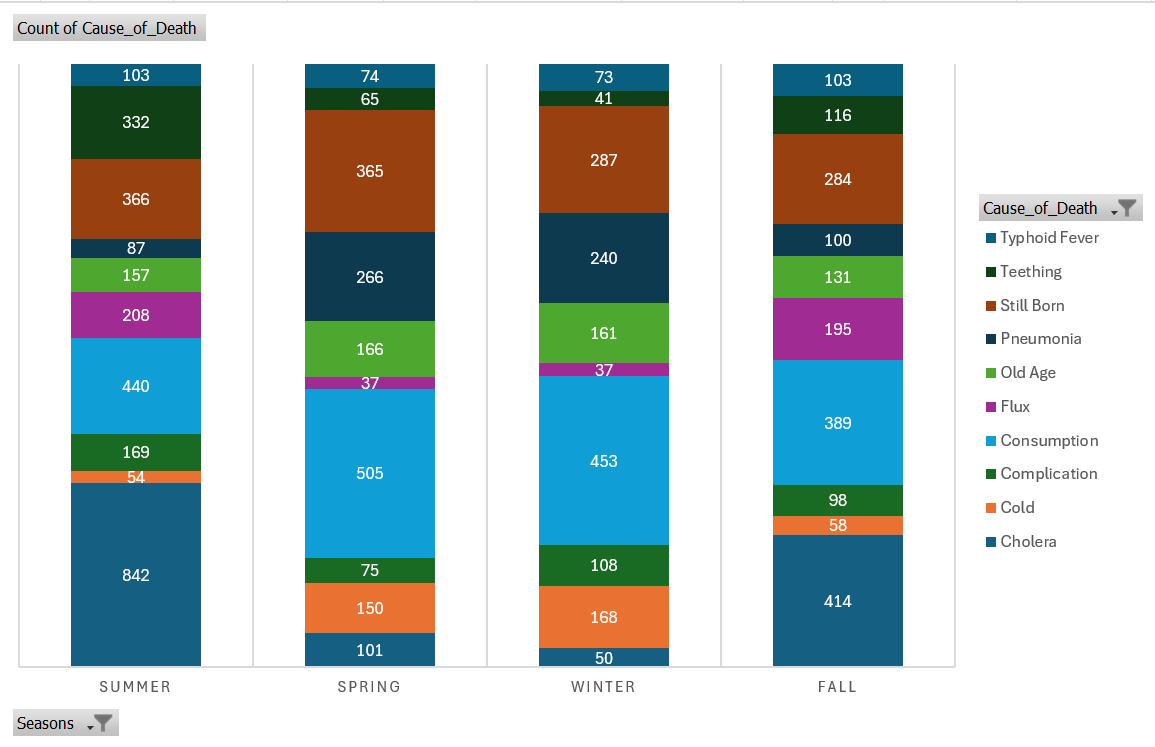 Count of Cause_of_Death
103
332
366
87
157
208
440
169
54
842
74
65
365
266
166
37
505
75
150
101
73
41
287
240
161
37
453
108
168
50
103
116
284
100
131
195
389
98
58
414
SUMMER
SPRING
WINTER
FALL
Cause_of_Death
Typhoid Fever
Teething
Still Born
Pneumonia
Old Age
Flux
Consumption
Complication
Cold
Cholera
Seasons